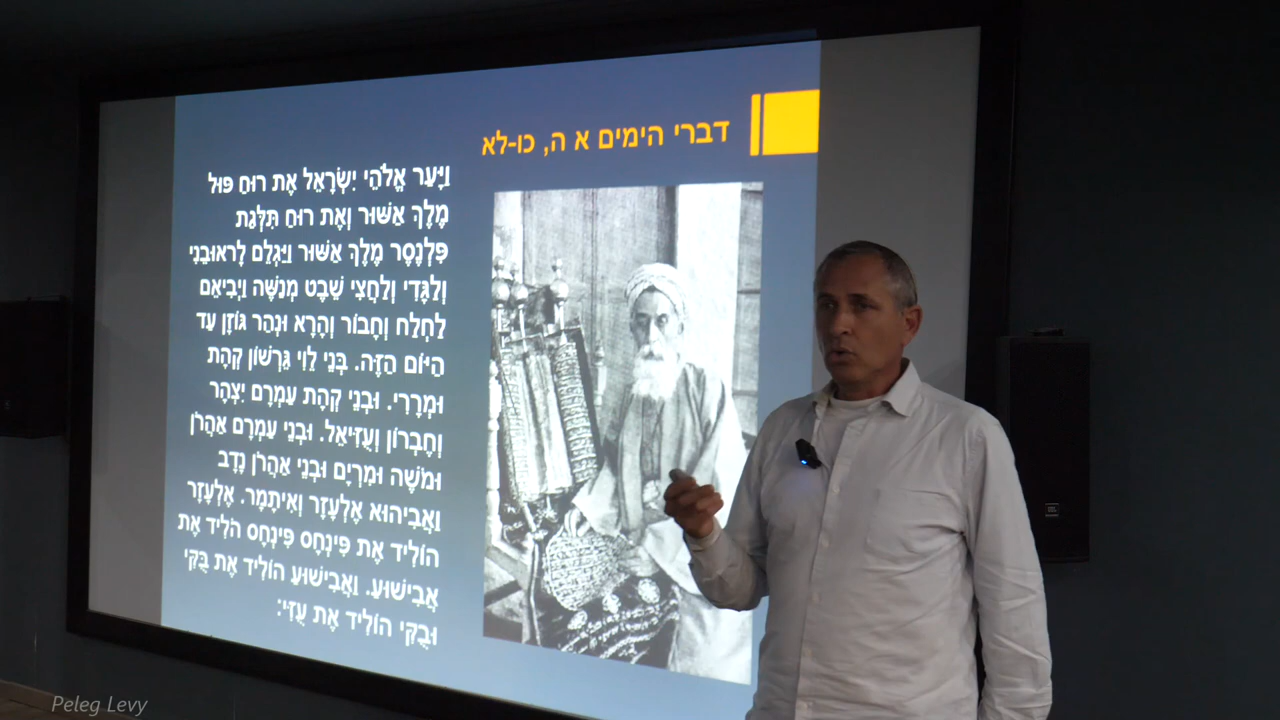 דברי הימים א ה, כו-לא
וַיָּעַר אֱלֹהֵי יִשְׂרָאֵל אֶת רוּחַ פּוּל
מֶלֶךְ אַשּׁוּר וְאֶת רוּחַ תִּלְּגַת
פִּלְנֶסֶר מֶלֶךְ אַשּׁוּר וַיַּגְלֵם לָראוּבֵנִי
וְלַגָּדִי וְלַחֲצִי שֵׁבֶט מְנַשֶּׁה וַיְבִיאֵם
לַחְלַח וְחָבוֹר וְהָרָא וּנְהַר גּוֹזָן עַד
הַיּוֹם הַזֶּה. בְּנֵי לֵוִי גֵּרְשׁוֹן קְהָת
וּמְרָרִי. וּבְנֵי קְהָת עַמְרָם יִצְהָר
וְחֶבְרוֹן וְעֻזִּיאֵל. וּבְנֵי עַמְרָם אַהֲרֹן
וּמֹשֶׁה וּמִרְיָם וּבְנֵי אַהֲרֹן נָדָב
וַאֲבִיהוּא אֶלְעָזָר וְאִיתָמָר. אֶלְעָזָר
הוֹלִיד אֶת פִּינְחָס פִּינְחָס הֹלִיד אֶת
אֲבִישׁוּעַ. וַאֲבִישׁוּעַ הוֹלִיד אֶת בֻּקִּי
וּבֻקִּי הוֹלִיד אֶת עֻזִּי:
Peleg Levy